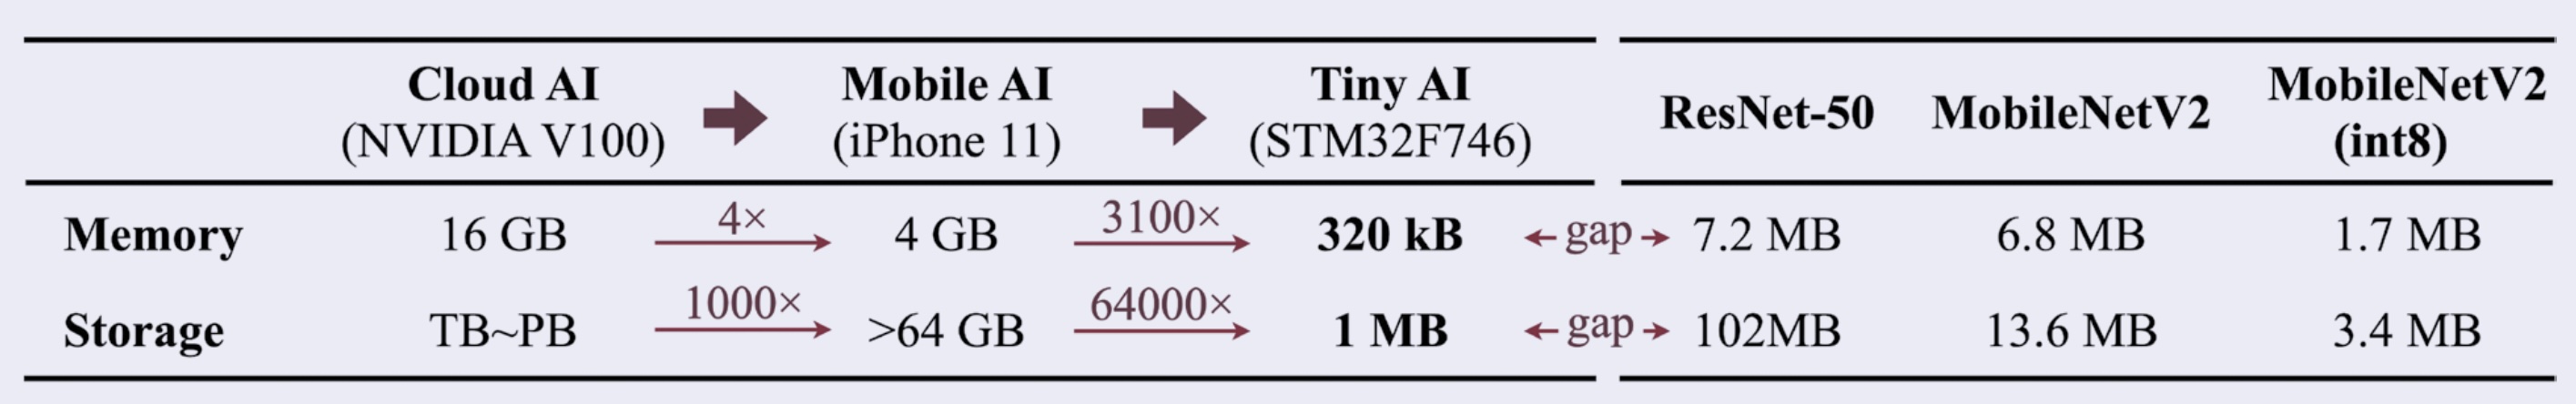 Cloud AI Mobile AI Tiny AI MobileNetV2
ResNet-50 MobileNetV2
(NVIDIA V100) (iPhone 11) (STM32F746) (int8)
4× 3100×
Memory 16 GB 4 GB 320 kB gap 7.2 MB 6.8 MB 1.7 MB
1000× 64000×
Storage TB~PB >64 GB 1 MB gap 102MB 13.6 MB 3.4 MB